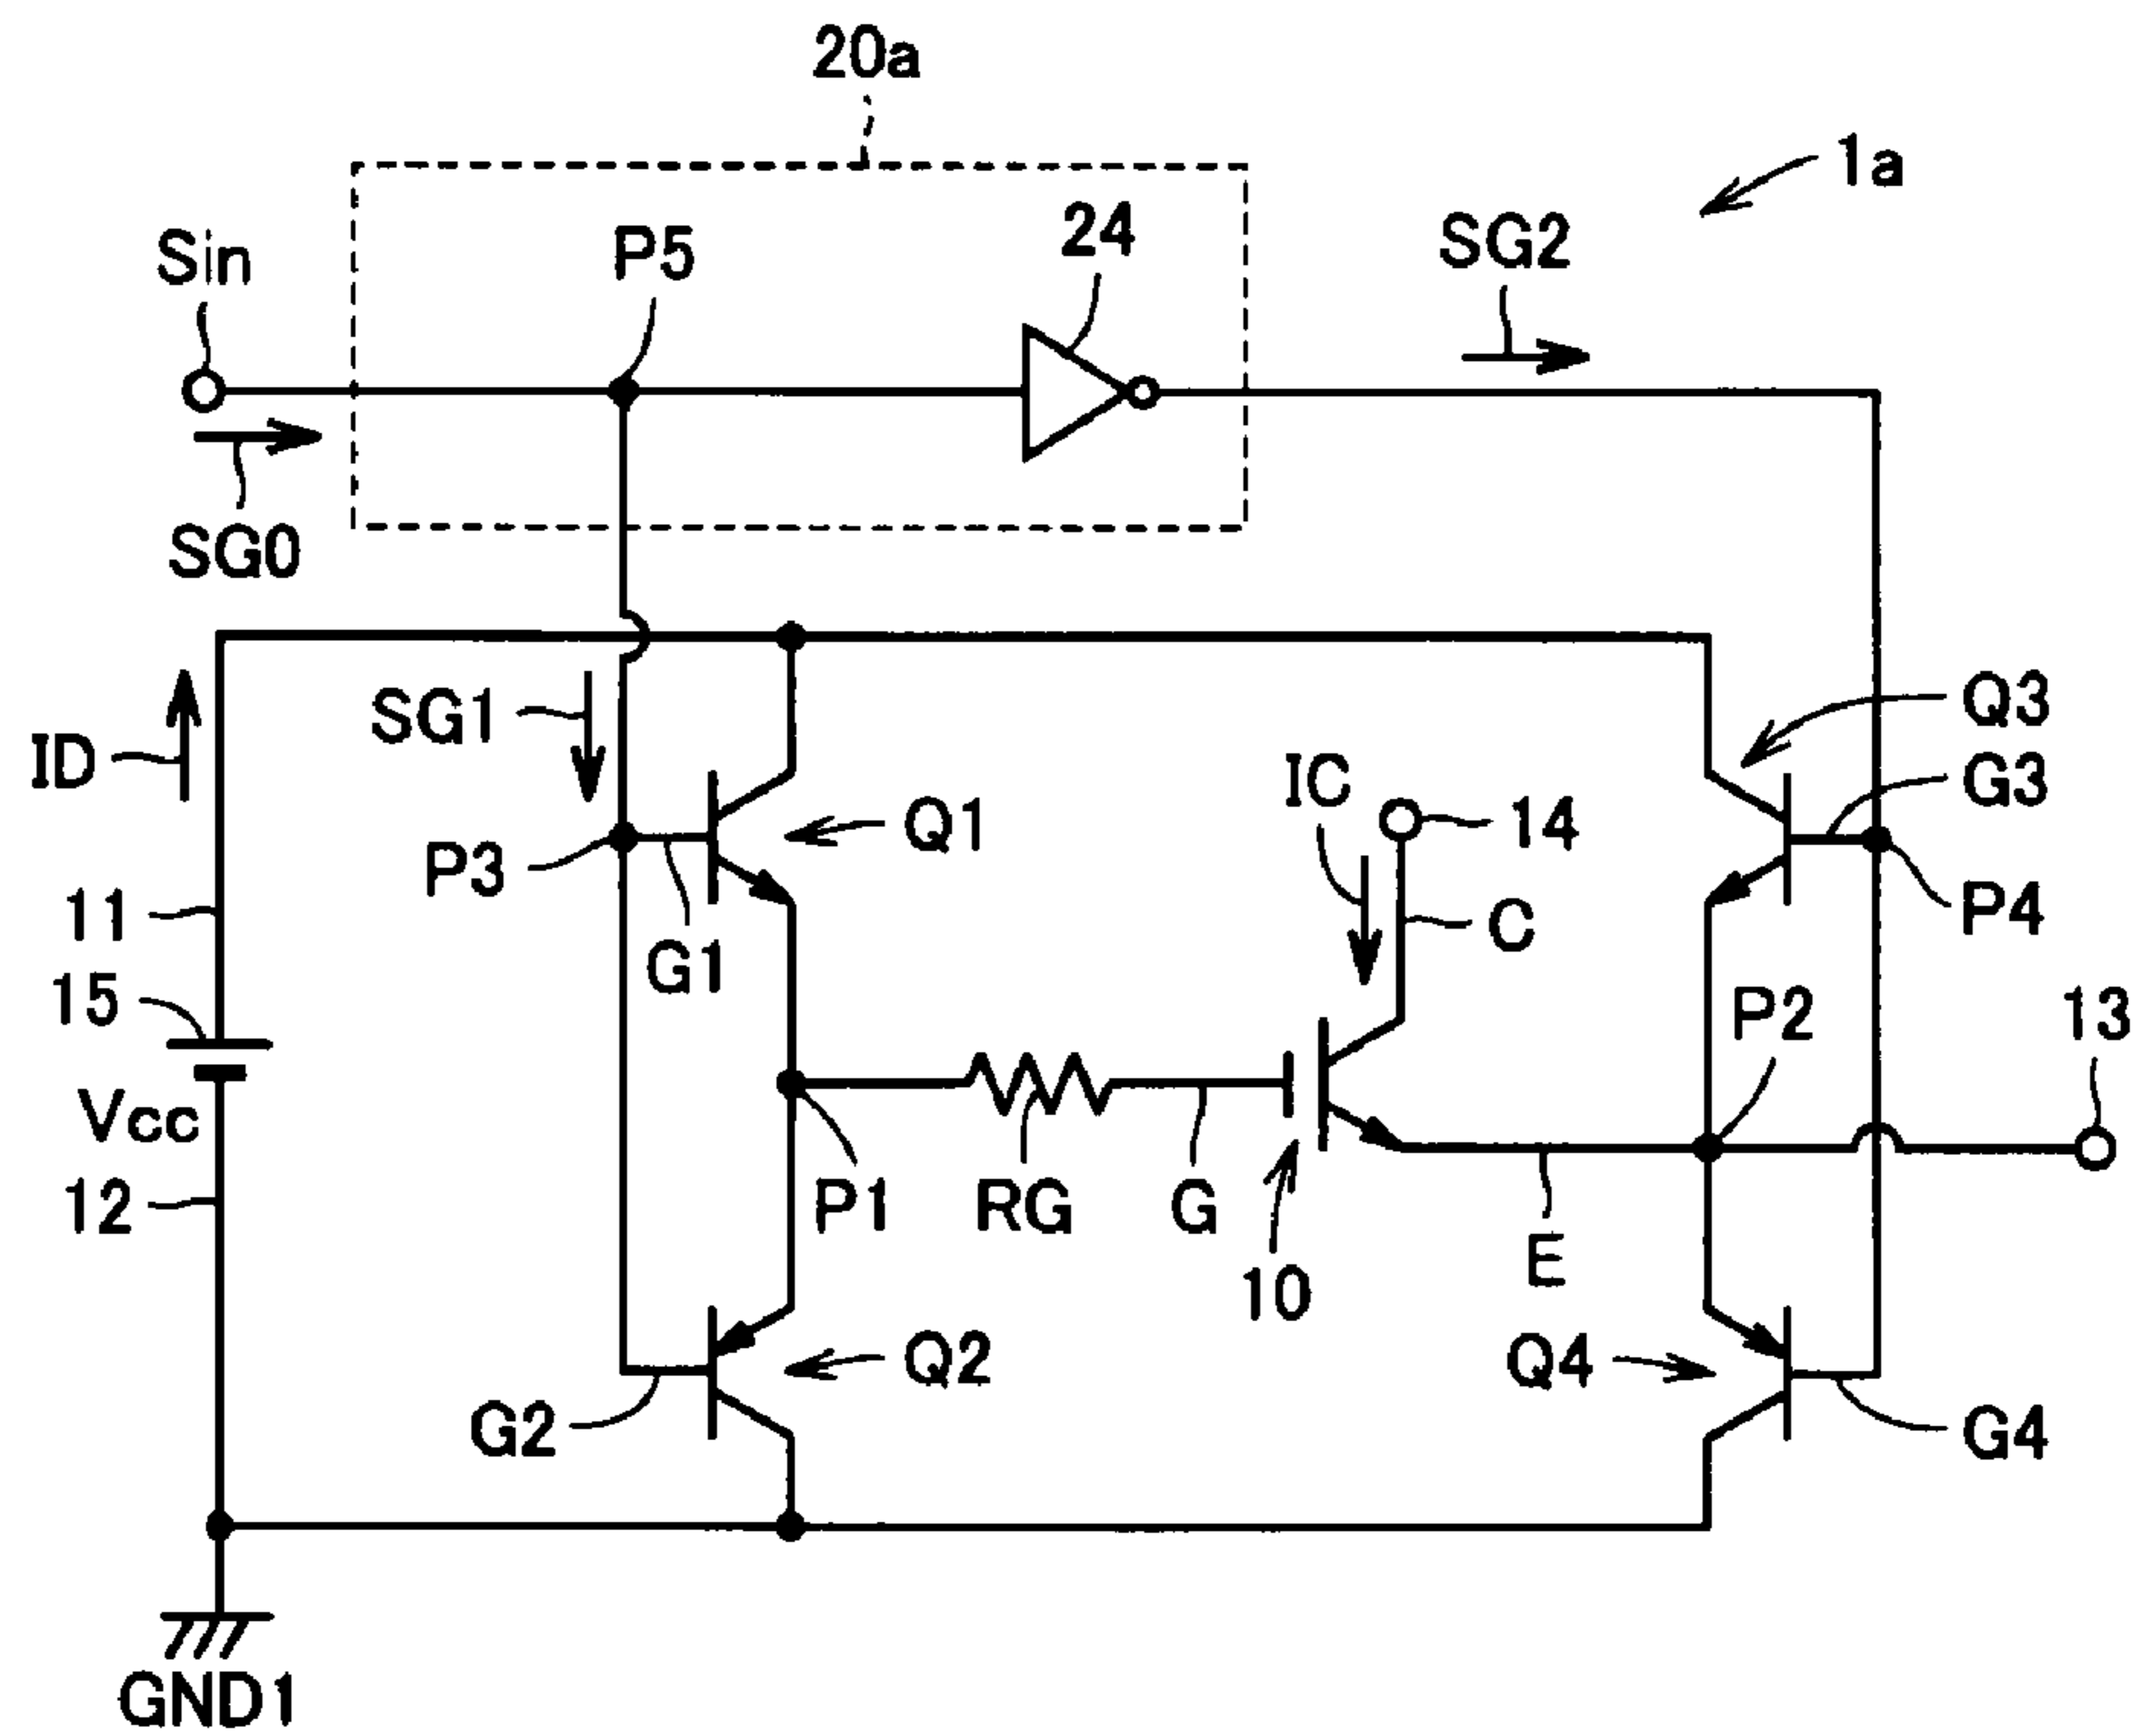 20a
1a
24
SG2
P5
Sin
SG0
Q3
SG1
ID
G3
IC
14
Q1
P3
P4
11
C
G1
15
P2
13
Vcc
12
P1
RG
G
E
10
Q2
Q4
G2
G4
GND1